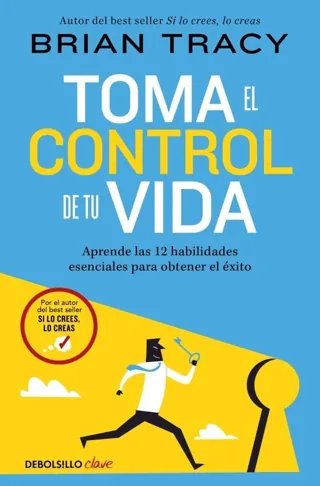 Autor del best seller Si lo crees, lo creas
BRIAN TRACY
TOMA EL
CONTROL
DE TU VIDA
Aprende las 12 habilidades
esenciales para obtener el éxito
Por el autor
del best seller
SI LO CREES,
LO CREAS
DEBOLS!LLO clave